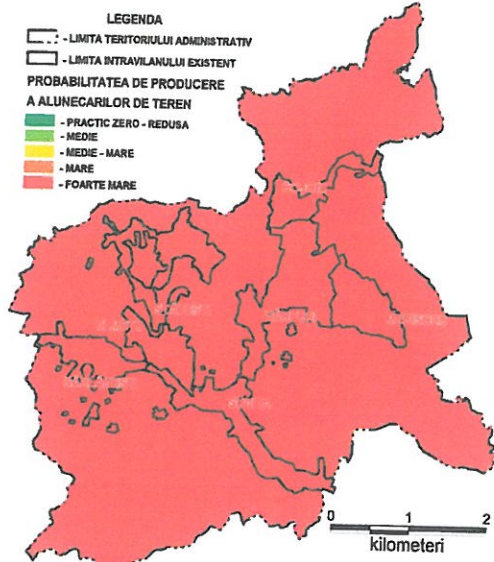 LEGENDA
- LIMITA TERITORIULUI ADMINISTRATIV
- LIMITA INTRAVILANULUI EXISTENT
PROBABILITATEA DE PRODUCERE
A ALUNECARILOR DE TEREN
- PRACTIC ZERO - REDUSA
- MEDIE
- MEDIE - MARE
- MARE
- FOARTE MARE
0 1 2
kilometeri